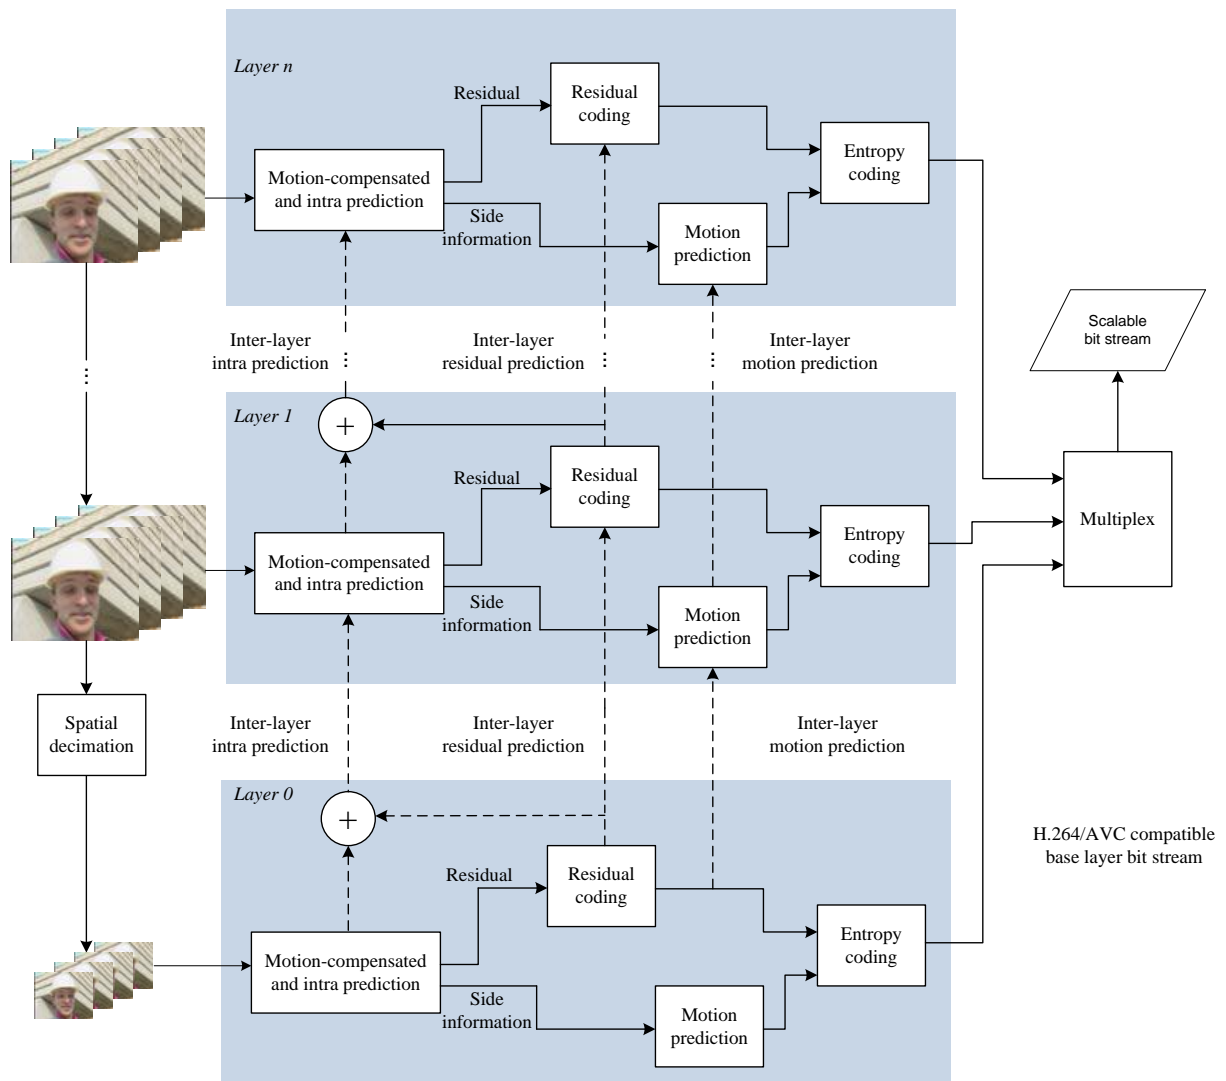 Layer n
Residual
Residual
coding
Entropy
coding
Motion-compensated
and intra prediction
Side
information
Motion
prediction
Inter-layer
intra prediction
Inter-layer
residual prediction
Inter-layer
motion prediction
Scalable
bit stream
Layer 1
+
Residual
Residual
coding
Entropy
coding
Multiplex
Motion-compensated
and intra prediction
Side
information
Motion
prediction
Spatial
decimation
Inter-layer
intra prediction
Inter-layer
residual prediction
Inter-layer
motion prediction
Layer 0
+
H.264/AVC compatible
base layer bit stream
Residual
Residual
coding
Entropy
coding
Motion-compensated
and intra prediction
Side
information
Motion
prediction